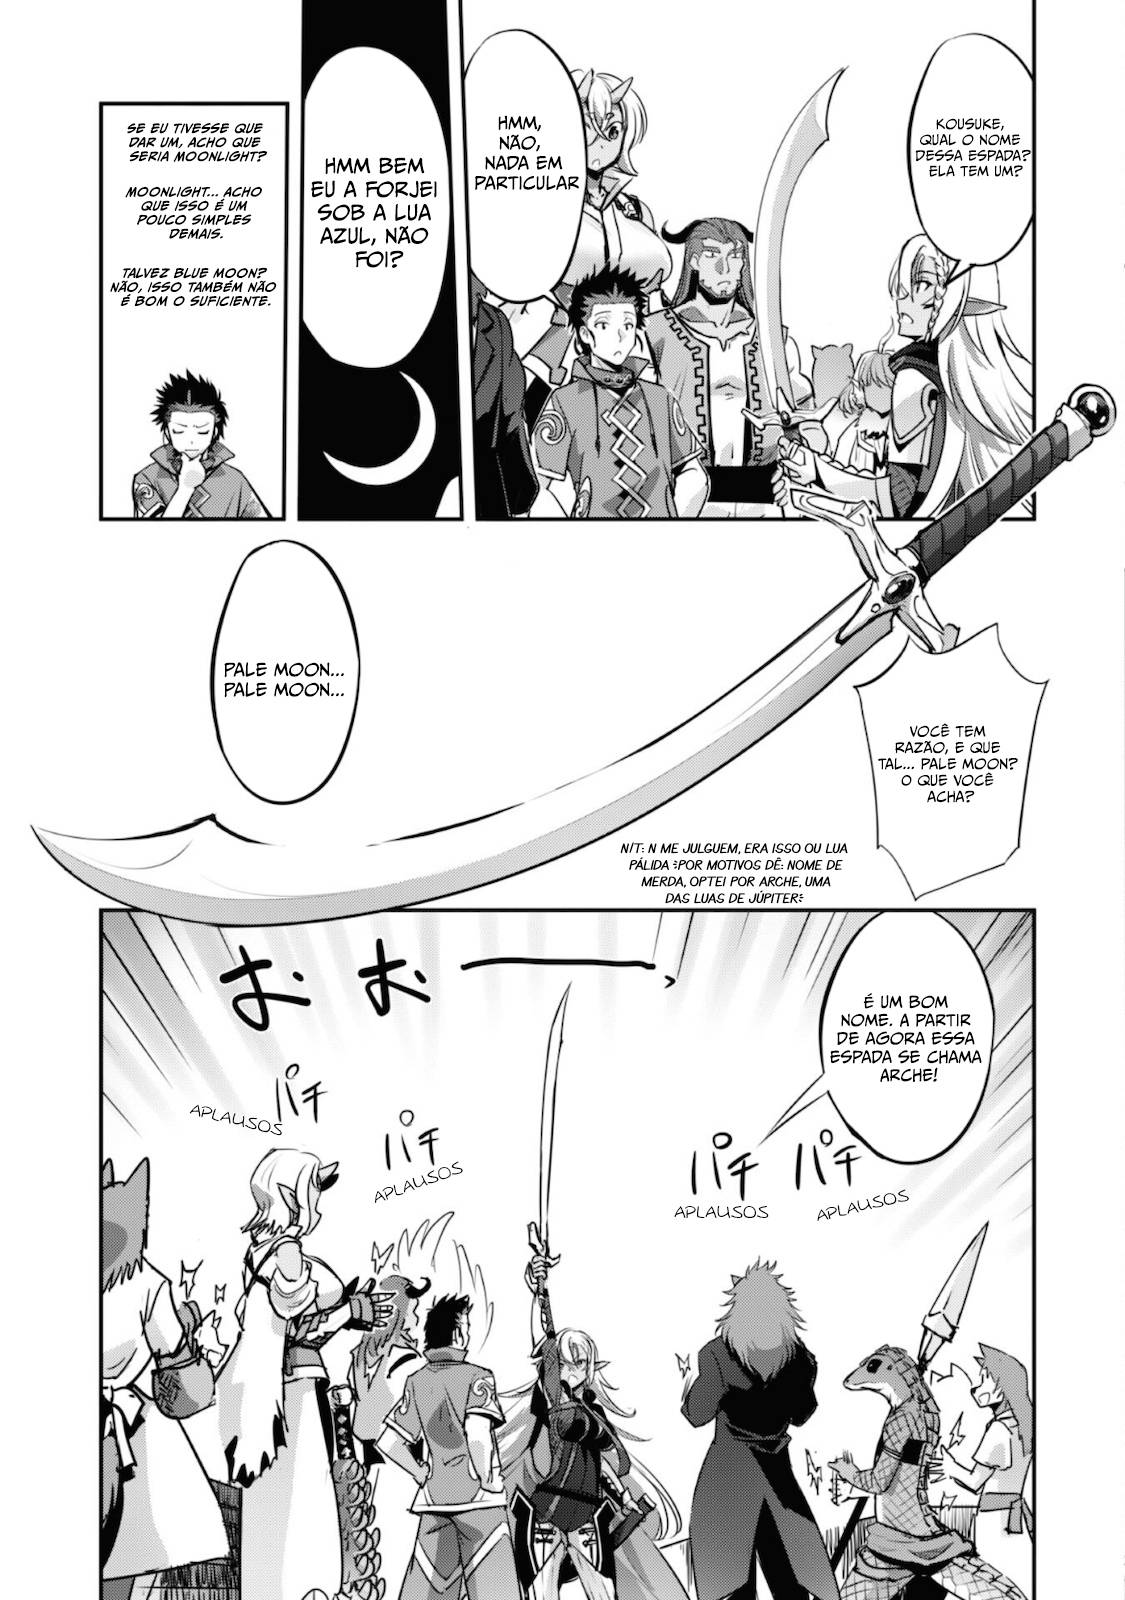 KOUSUKE,
QUAL O NOME
DESSA ESPADA?
ELA TEM UM?
HMM,
NÃO,
NADA EM
PARTICULAR
HMM BEM
EU A FORJEI
SOB A LUA
AZUL, NÃO
FOI?
SE EU TIVESSE QUE
DAR UM, ACHO QUE
SERIA MOONLIGHT?
MOONLIGHT... ACHO
QUE ISSO É UM
POUCO SIMPLES
DEMAIS.
TALVEZ BLUE MOON?
NÃO, ISSO TAMBÉM NÃO
É BOM O SUFICIENTE.
VOCÊ TEM
RAZÃO, E QUE
TAL... PALE MOON?
O QUE VOCÊ
ACHA?
PALE MOON...
PALE MOON...
N/T: N ME JULGUEM, ERA ISSO OU LUA
PÁLIDA :POR MOTIVOS DÊ: NOME DE
MERDA, OPTEI POR ARCHE, UMA
DAS LUAS DE JÚPITER:
É UM BOM
NOME. A PARTIR
DE AGORA ESSA
ESPADA SE CHAMA
ARCHE!
おおーー、
パチ
APLAUSOS
パチ
APLAUSOS
パチ
APLAUSOS
パチ
APLAUSOS